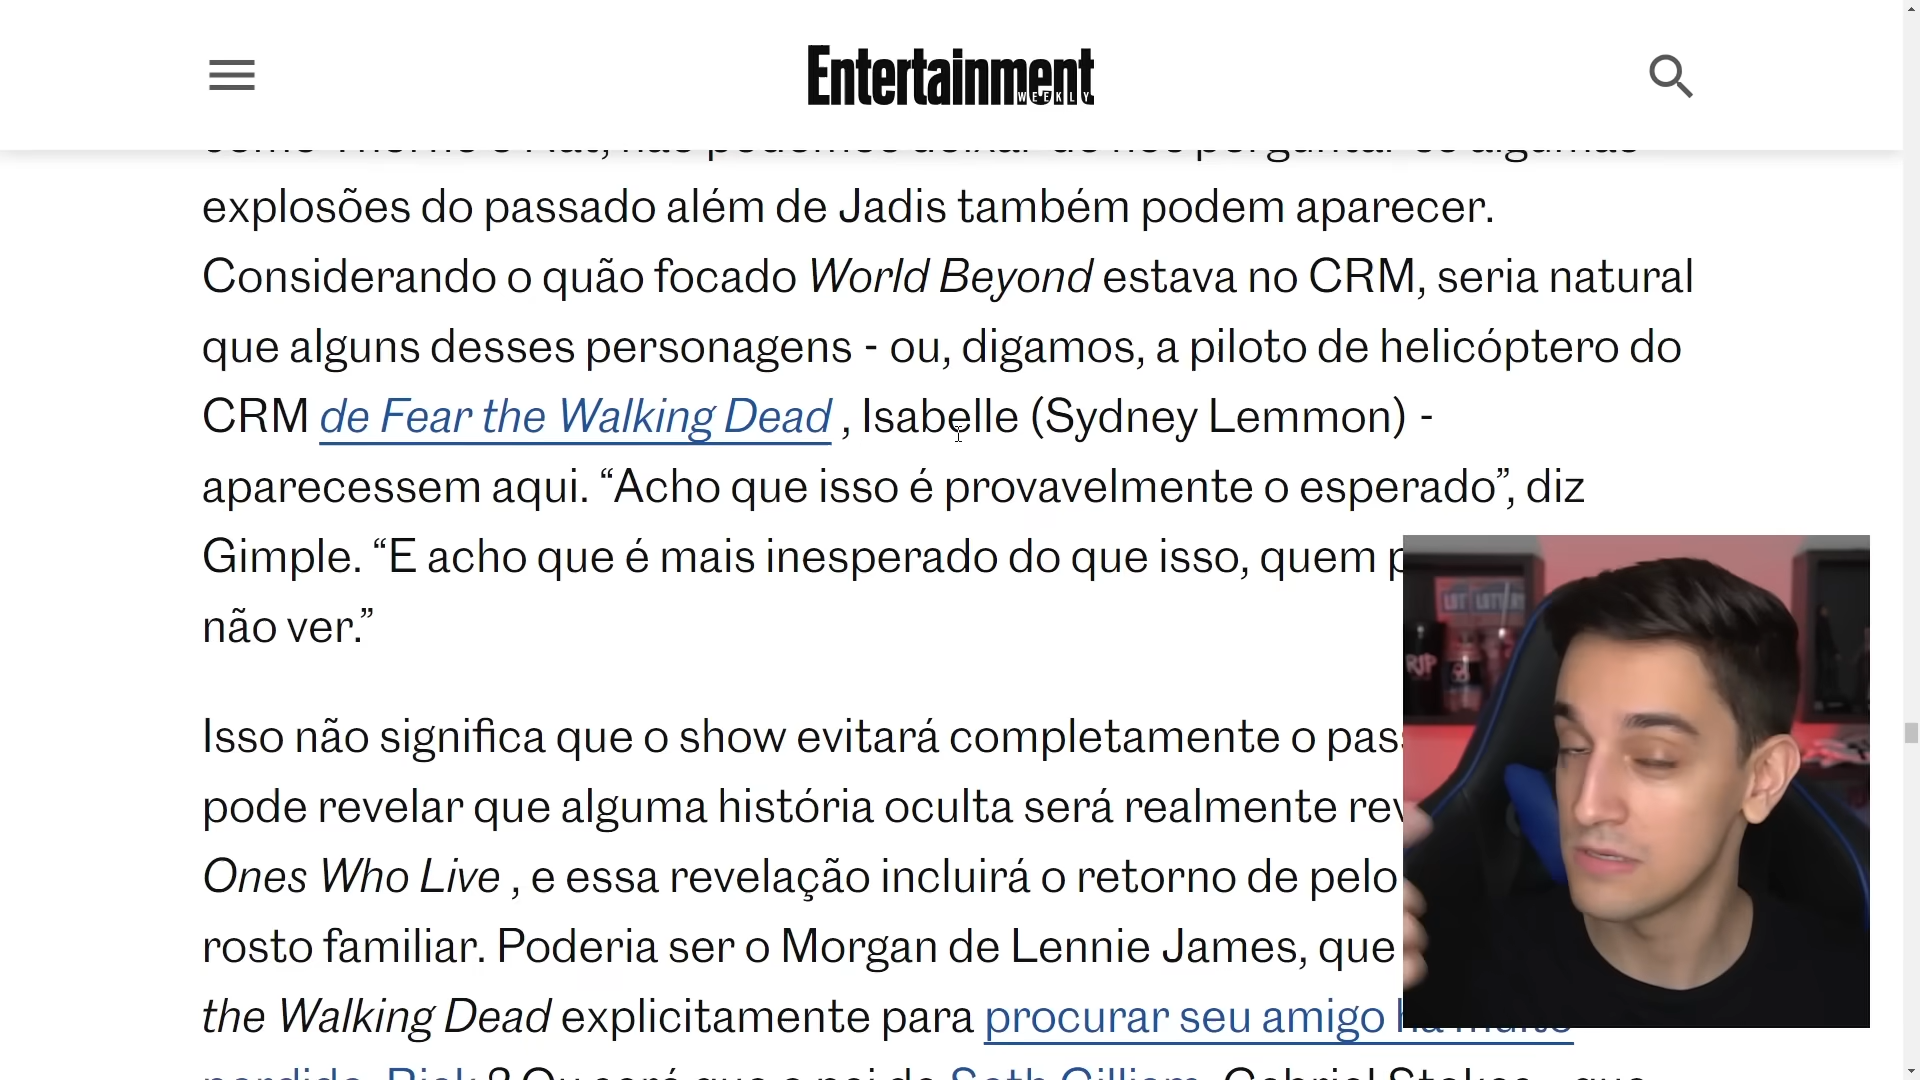 Entertainment
WEEKLY
explosões do passado além de Jadis também podem aparecer.
Considerando o quão focado World Beyond estava no CRM, seria natural
que alguns desses personagens - ou, digamos, a piloto de helicóptero do
CRM de Fear the Walking Dead , Isabelle (Sydney Lemmon) -
aparecessem aqui. “Acho que isso é provavelmente o esperado”, diz
Gimple. “E acho que é mais inesperado do que isso, quem
não ver.”
Isso não significa que o show evitará completamente o
pode revelar que alguma história oculta será realmente
Ones Who Live , e essa revelação incluirá o retorno de pelo
rosto familiar. Poderia ser o Morgan de Lennie James, que
the Walking Dead explicitamente para procurar seu amigo há muito
RIP